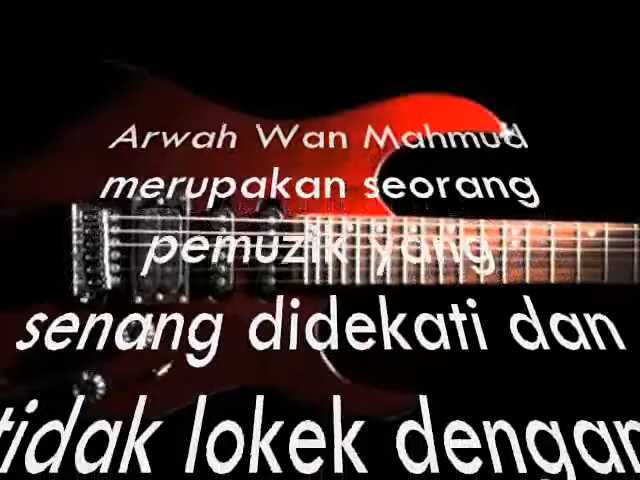 Arwah Wan Mahmud
merupakan seorang
pemuzik yang
senang didekati dan
tidak lokek dengan